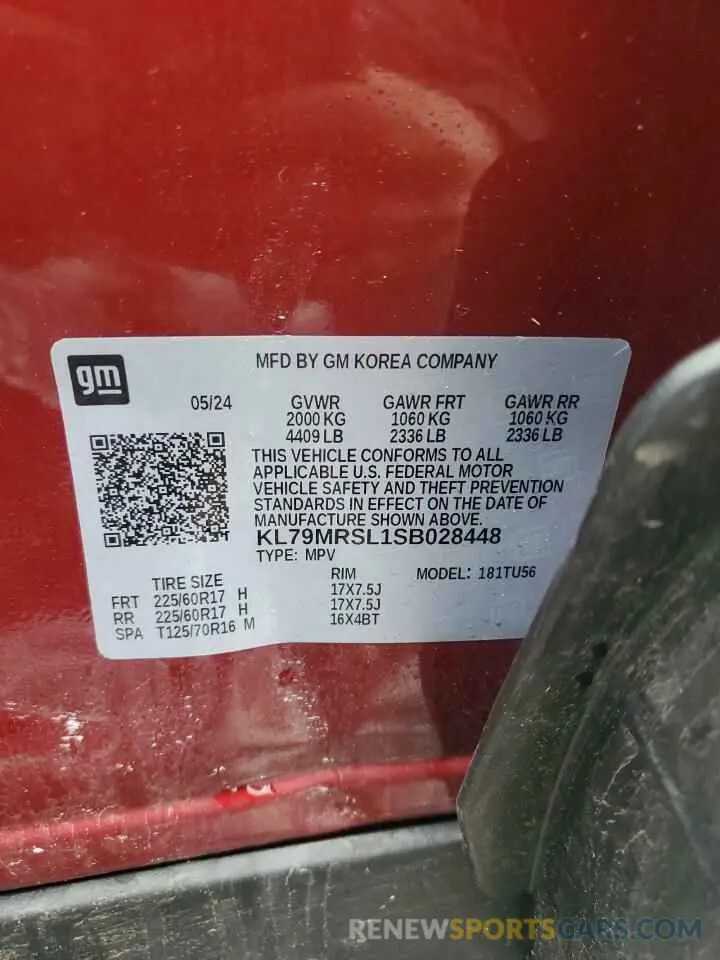 gm
MFD BY GM KOREA COMPANY
05/24 GVWR GAWR FRT GAWR RR
2000 KG 1060 KG 1060 KG
4409 LB 2336 LB 2336 LB
THIS VEHICLE CONFORMS TO ALL
APPLICABLE U.S. FEDERAL MOTOR
VEHICLE SAFETY AND THEFT PREVENTION
STANDARDS IN EFFECT ON THE DATE OF
MANUFACTURE SHOWN ABOVE.
KL79MRSL1SB028448
TYPE: MPV
TIRE SIZE RIM MODEL: 181TU56
FRT 225/60R17 H 17X7.5J
RR 225/60R17 H 17X7.5J
SPA T125/70R16 M 16X4BT
RENEWSPORTSCARS.COM